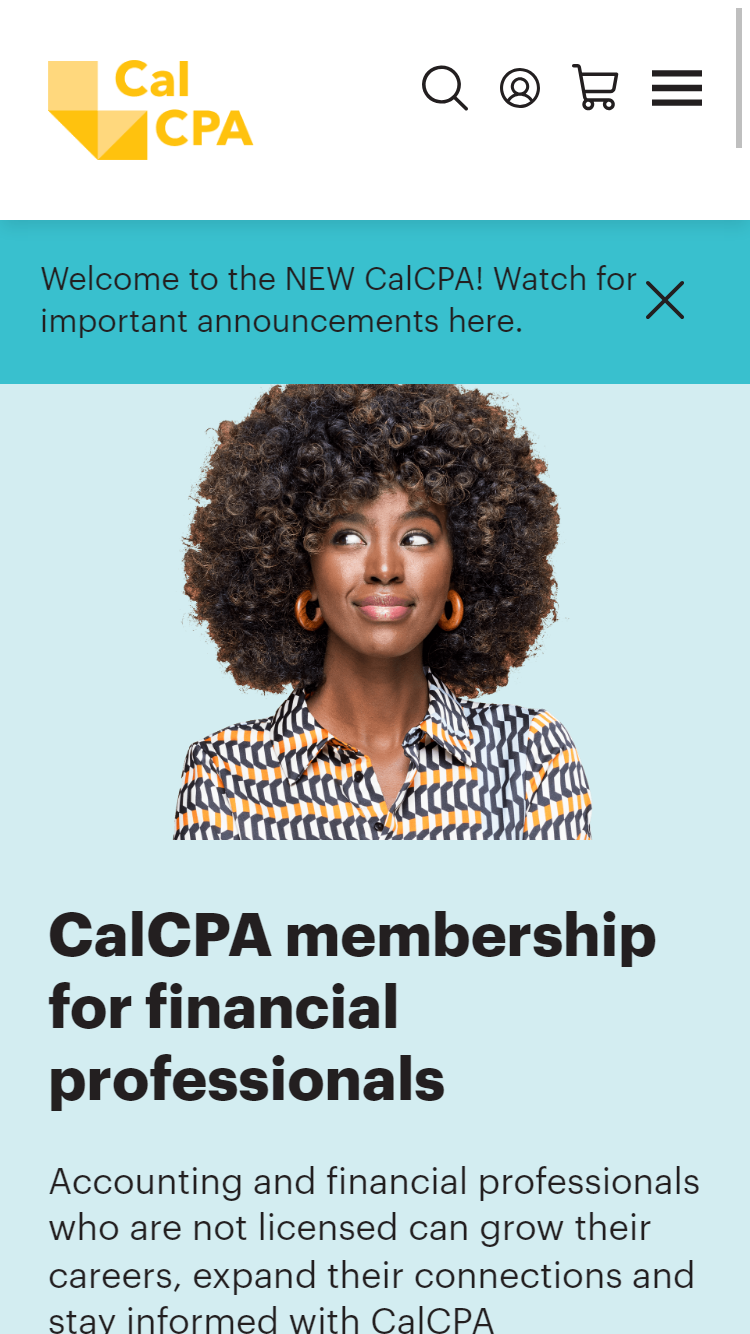 Cal
CPA
Welcome to the NEW CalCPA! Watch for
important announcements here.
CalCPA membership
for financial
professionals
Accounting and financial professionals
who are not licensed can grow their
careers, expand their connections and
stay informed with CalCPA